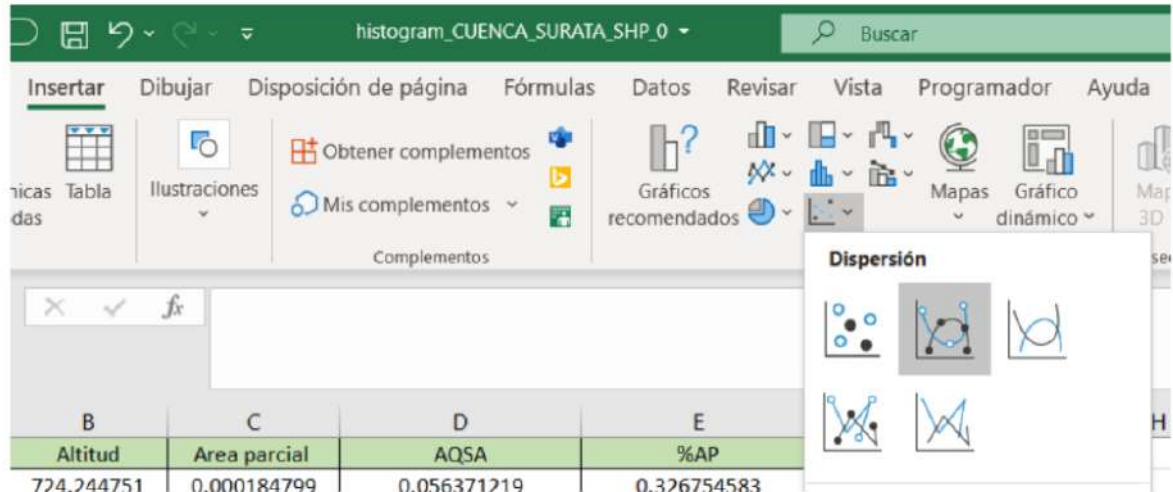 histogram_CUENCA_SURATA_SHP_0
Buscar
Insertar Dibujar Disposición de página Fórmulas Datos Revisar Vista Programador Ayuda
Tabla
Ilustraciones
Obtener complementos
Mis complementos
Complementos
Gráficos
recomendados
Mapas
Gráfico
dinámico
3D
Dispersión
fx
B C D E H
Altitud Area parcial AQSA %AP
724.244751 0.000184799 0.056371219 0.326754583